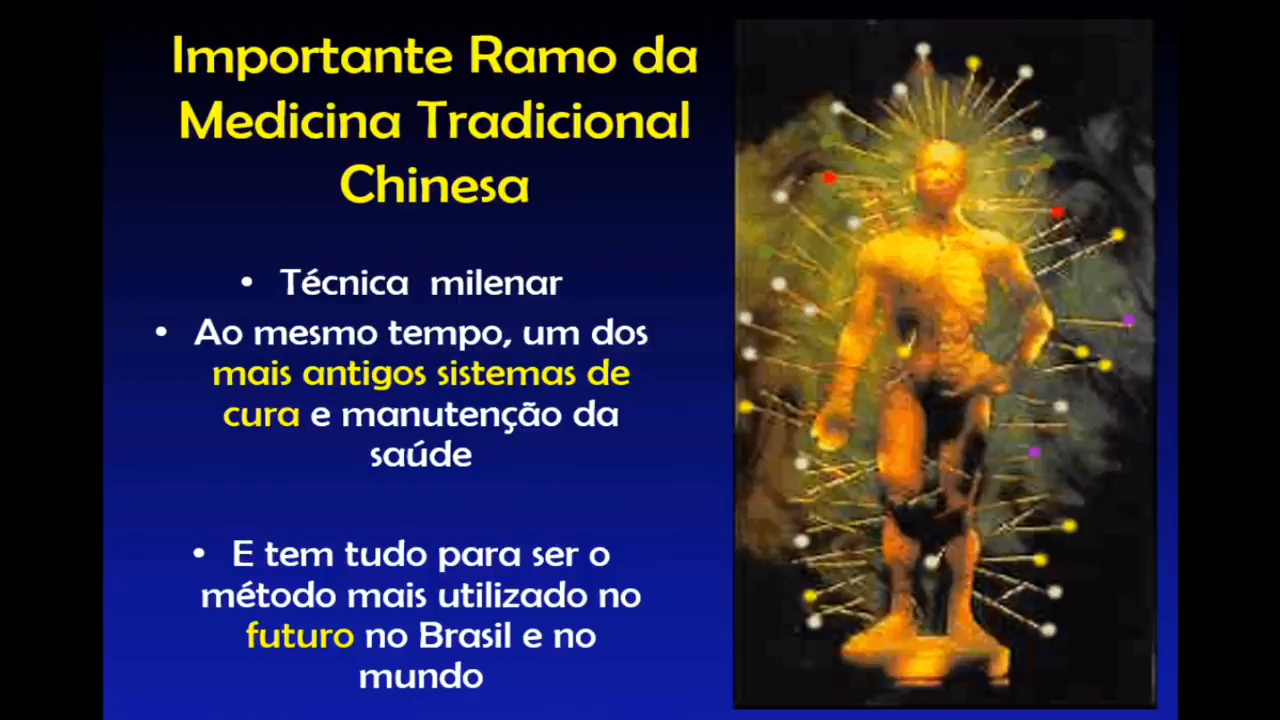 Importante Ramo da
Medicina Tradicional
Chinesa
• Técnica milenar
• Ao mesmo tempo, um dos
mais antigos sistemas de
cura e manutenção da
saúde
• E tem tudo para ser o
método mais utilizado no
futuro no Brasil e no
mundo